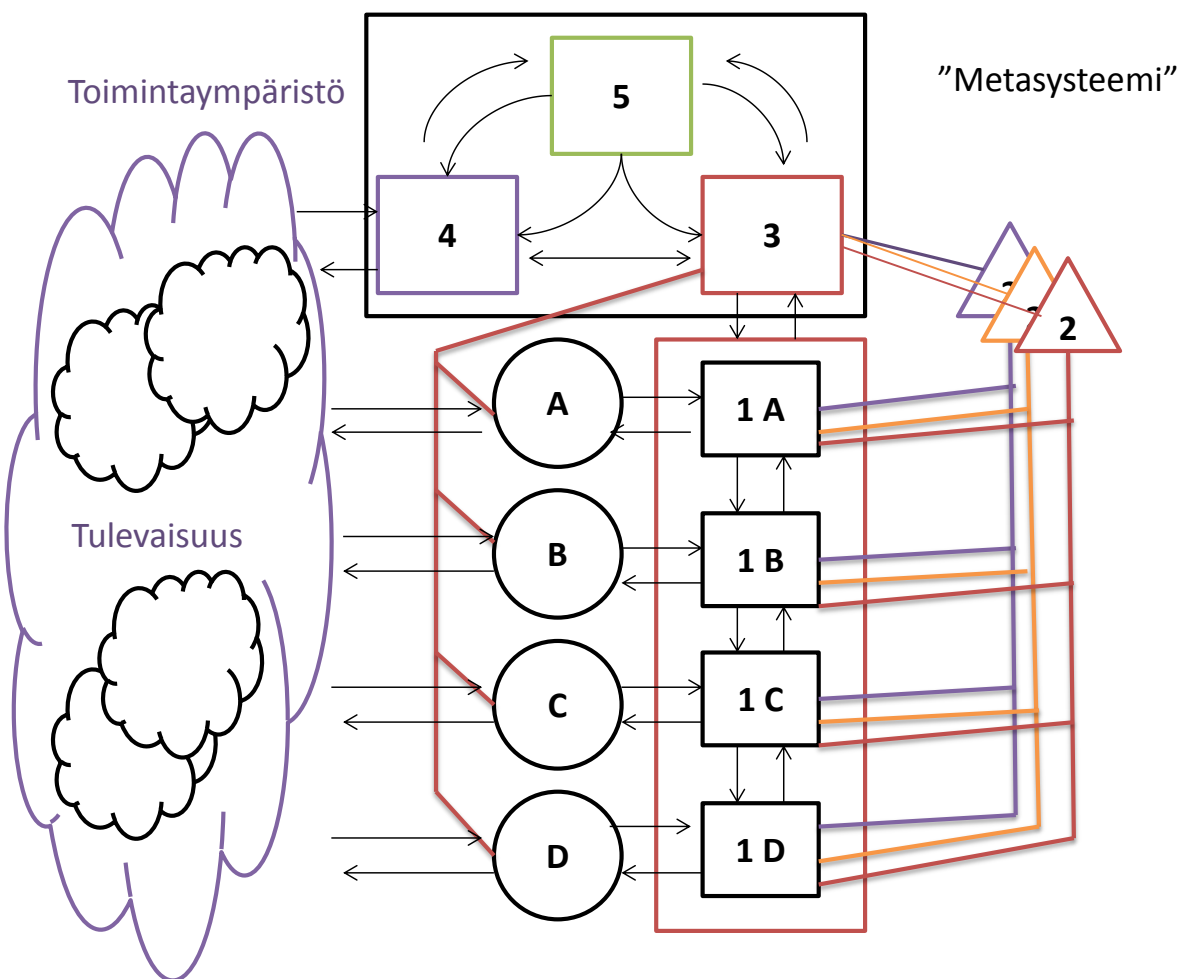 Toimintaympäristö
”Metasysteemi”
5
4
3
2
A
1 A
Tulevaisuus
B
1 B
C
1 C
D
1 D